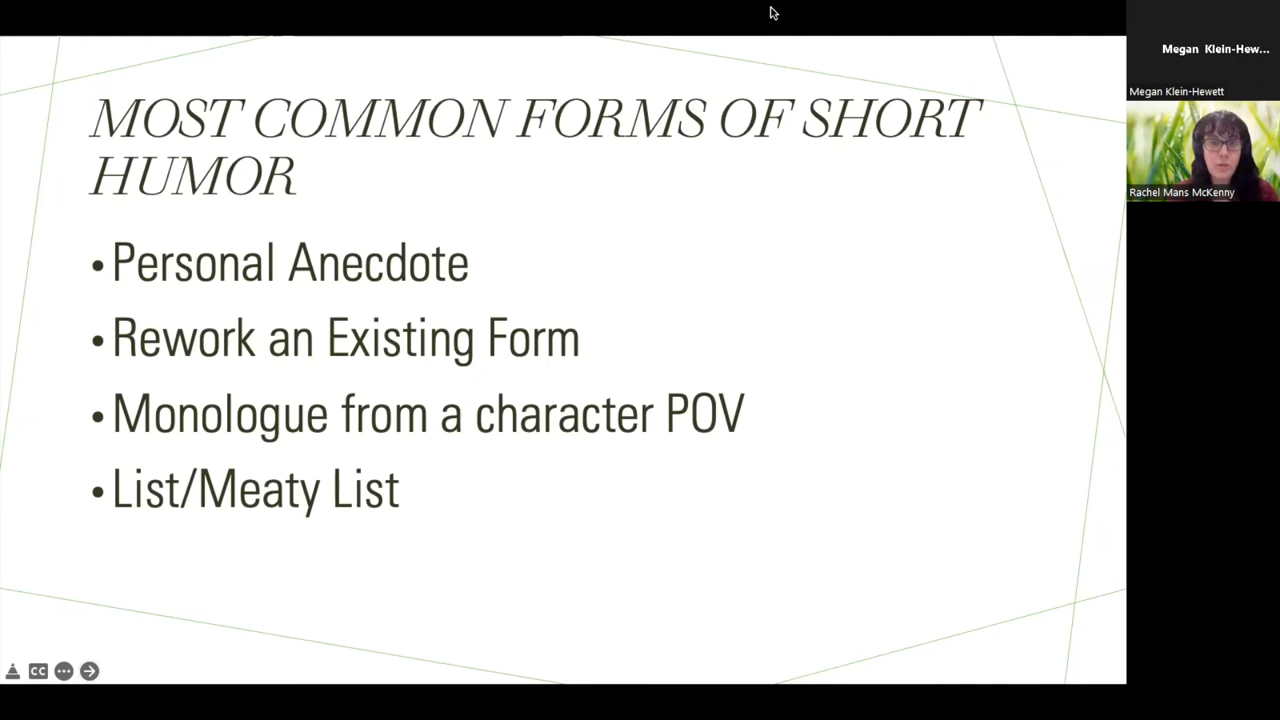 MOST COMMON FORMS OF SHORT
HUMOR
• Personal Anecdote
• Rework an Existing Form
• Monologue from a character POV
• List/Meaty List
Megan Klein-Hew...
Megan Klein-Hewett
Rachel Mans McKenny
CC